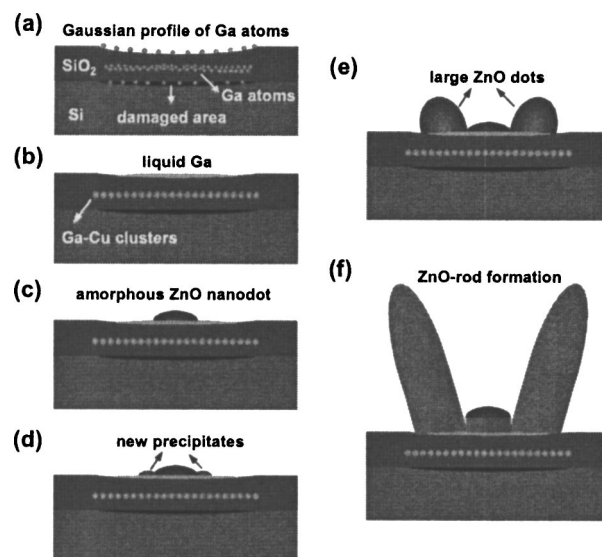 (a)
Gaussian profile of Ga atoms
SiO2
Ga atoms
Si
damaged area
(b)
liquid Ga
Ga-Cu clusters
(c)
amorphous ZnO nanodot
(d)
new precipitates
(e)
large ZnO dots
(f)
ZnO-rod formation